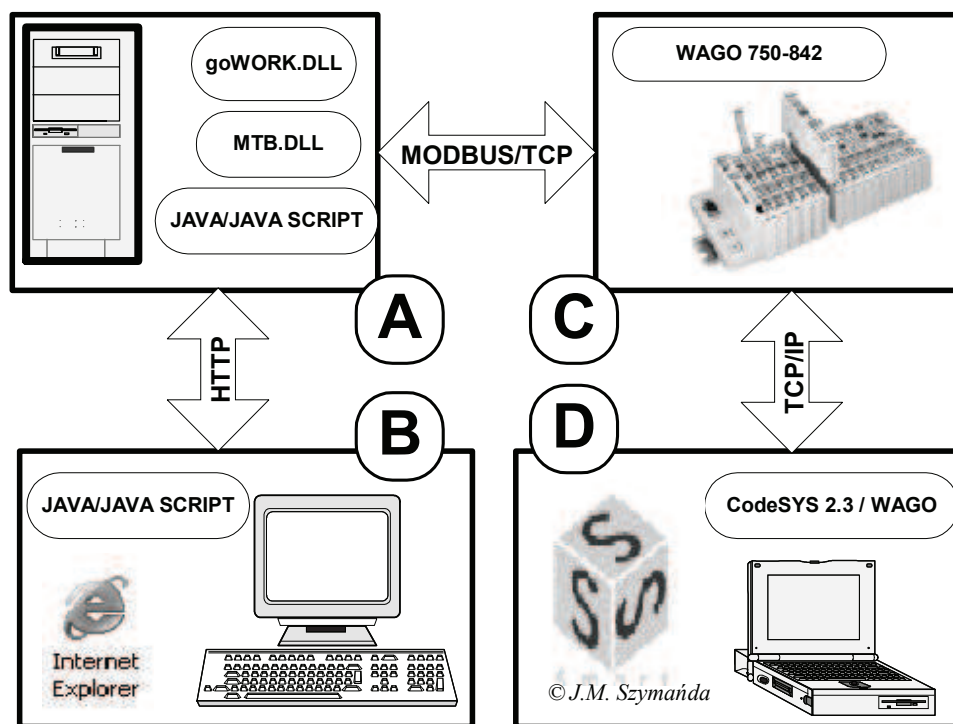 goWORK.DLL
MTB.DLL
JAVA/JAVA SCRIPT
MODBUS/TCP
WAGO 750-842
A
C
HTTP
TCP/IP
B
D
JAVA/JAVA SCRIPT
Internet
Explorer
CodeSYS 2.3 / WAGO
S
S
S
© J.M. Szymańda